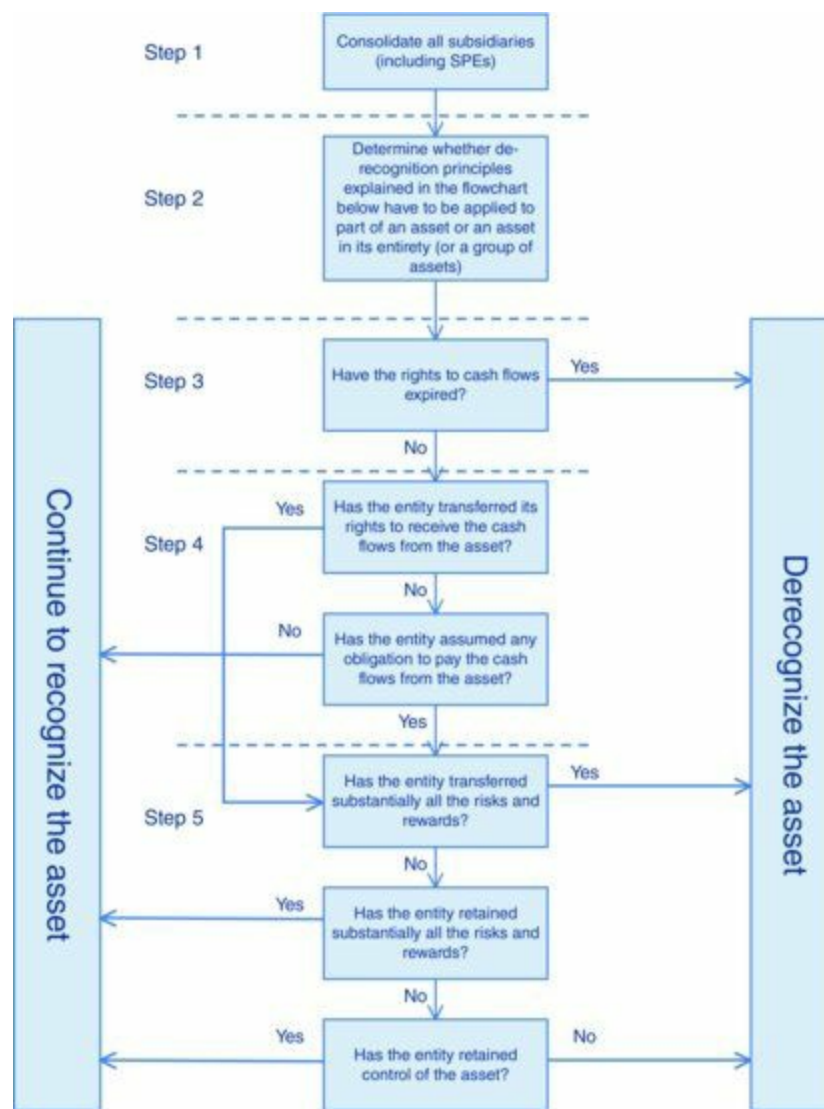 Step 1
Consolidate all subsidiaries
(including SPEs)
Step 2
Determine whether de-
recognition principles
explained in the flowchart
below have to be applied to
part of an asset or an asset
in its entirety (or a group of
assets)
Step 3
Have the rights to cash flows
expired?
Yes
No
Step 4
Yes
Has the entity transferred its
rights to receive the cash
flows from the asset?
No
No
Has the entity assumed any
obligation to pay the cash
flows from the asset?
Yes
Step 5
Has the entity transferred
substantially all the risks and
rewards?
Yes
No
Yes
Has the entity retained
substantially all the risks and
rewards?
No
Yes
Has the entity retained
control of the asset?
No
Continue to recognize the asset
Derecognize the asset